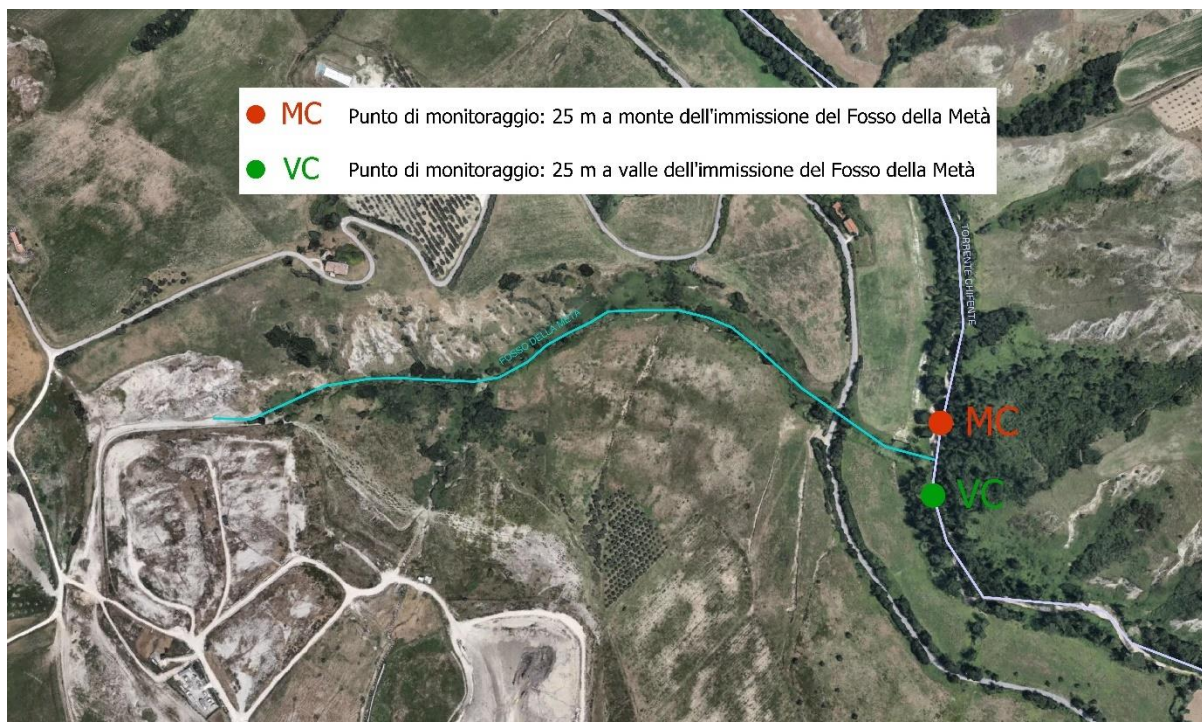 MC Punto di monitoraggio: 25 m a monte dell'immissione del Fosso della Metà
VC Punto di monitoraggio: 25 m a valle dell'immissione del Fosso della Metà
TORRENTE CHIFENTE
FOSSO DELLA METÀ
MC
VC